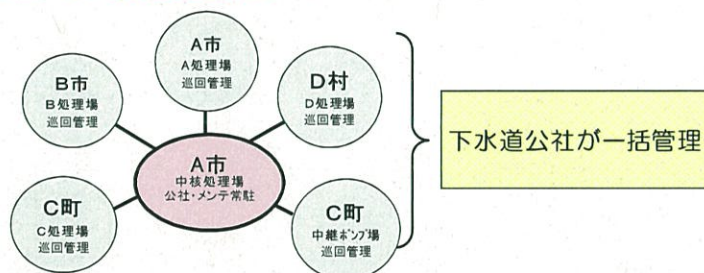 A市
A処理場
巡回管理
B市
B処理場
巡回管理
D村
D処理場
巡回管理
A市
中核処理場
公社・メンテ常駐
C町
C処理場
巡回管理
C町
中継ポンプ場
巡回管理
下水道公社が一括管理